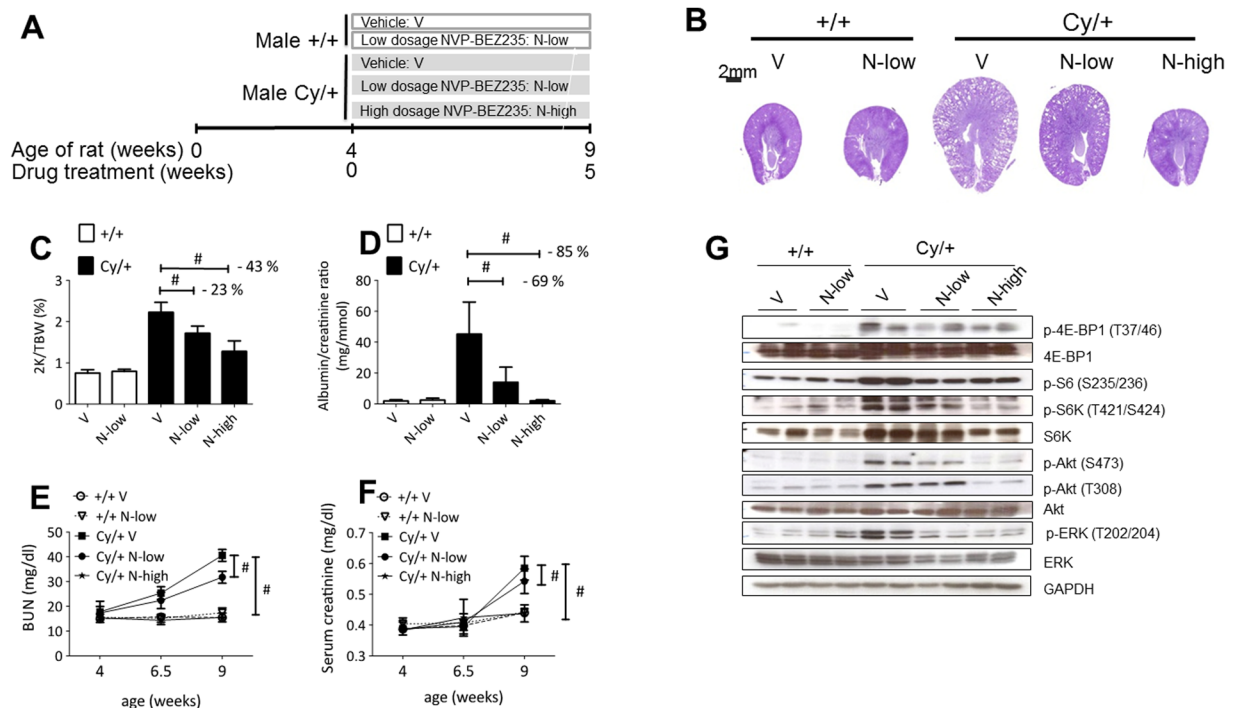 A
Vehicle: V
Male +/+
Low dosage NVP-BEZ235: N-low
Vehicle: V
Male Cy/+
Low dosage NVP-BEZ235: N-low
High dosage NVP-BEZ235: N-high
Age of rat (weeks) 0 4 9
Drug treatment (weeks) 0 5
B
+/+ Cy/+
V N-low V N-low N-high
2mm
C
+/+
Cy/+
#
- 43 %
#
- 23 %
2K/TBW (%)
3
2
1
0
V N-low V N-low N-high
D
+/+
Cy/+
#
- 85 %
#
- 69 %
Albumin/creatinine ratio
(mg/mmol)
80
60
40
20
0
V N-low V N-low N-high
E
+/+ V
+/+ N-low
Cy/+ V
Cy/+ N-low
Cy/+ N-high
BUN (mg/dl)
50
40
30
20
10
0
#
#
4 6.5 9
age (weeks)
F
+/+ V
+/+ N-low
Cy/+ V
Cy/+ N-low
Cy/+ N-high
Serum creatinine (mg/dl)
0.7
0.6
0.5
0.4
0.3
#
#
4 6.5 9
age (weeks)
G
+/+ Cy/+
V N-low V N-low N-high
p-4E-BP1 (T37/46)
4E-BP1
p-S6 (S235/236)
p-S6K (T421/S424)
S6K
p-Akt (S473)
p-Akt (T308)
Akt
p-ERK (T202/204)
ERK
GAPDH